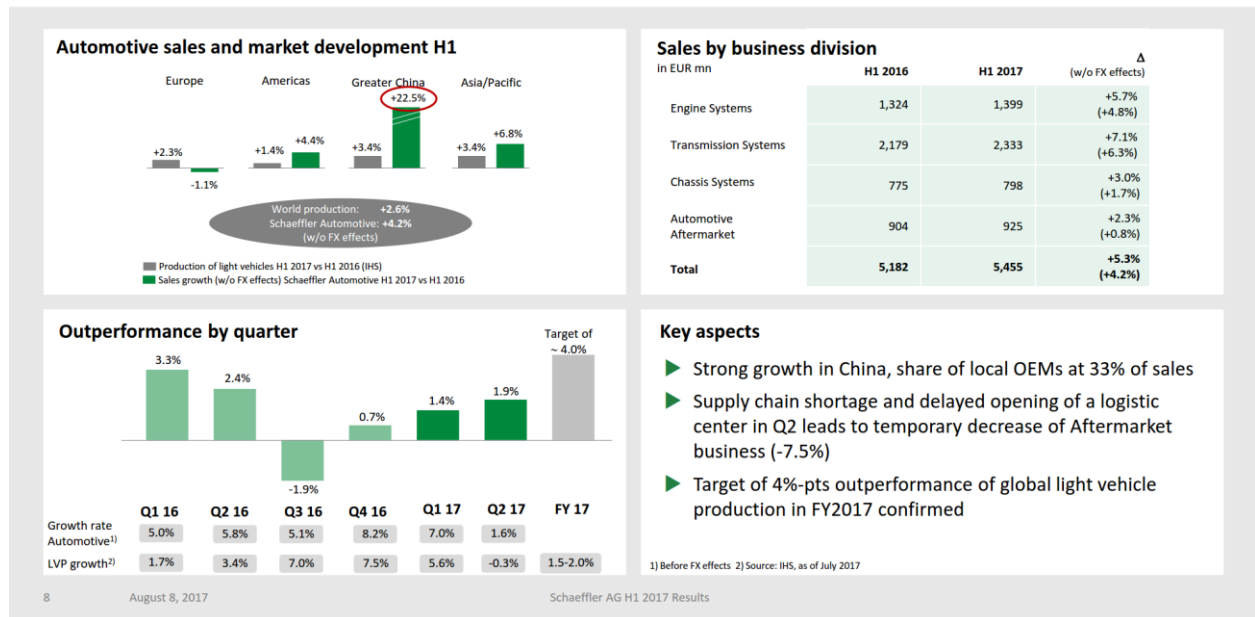 Automotive sales and market development H1
Europe
Americas
Greater China
Asia/Pacific
+2.3%
-1.1%
+1.4%
+4.4%
+3.4%
+22.5%
+3.4%
+6.8%
World production: +2.6%
Schaeffler Automotive: +4.2%
(w/o FX effects)
Production of light vehicles H1 2017 vs H1 2016 (IHS)
Sales growth (w/o FX effects) Schaeffler Automotive H1 2017 vs H1 2016
Sales by business division
in EUR mn
H1 2016 H1 2017 Δ
(w/o FX effects)
Engine Systems 1,324 1,399 +5.7%
(+4.8%)
Transmission Systems 2,179 2,333 +7.1%
(+6.3%)
Chassis Systems 775 798 +3.0%
(+1.7%)
Automotive
Aftermarket 904 925 +2.3%
(+0.8%)
Total 5,182 5,455 +5.3%
(+4.2%)
Outperformance by quarter
3.3%
2.4%
-1.9%
0.7%
1.4%
1.9%
Target of
~ 4.0%
Q1 16 Q2 16 Q3 16 Q4 16 Q1 17 Q2 17 FY 17
Growth rate
Automotive1) 5.0% 5.8% 5.1% 8.2% 7.0% 1.6%
LVP growth2) 1.7% 3.4% 7.0% 7.5% 5.6% -0.3% 1.5-2.0%
Key aspects
Strong growth in China, share of local OEMs at 33% of sales
Supply chain shortage and delayed opening of a logistic
center in Q2 leads to temporary decrease of Aftermarket
business (-7.5%)
Target of 4%-pts outperformance of global light vehicle
production in FY2017 confirmed
1) Before FX effects 2) Source: IHS, as of July 2017
8 August 8, 2017 Schaeffler AG H1 2017 Results